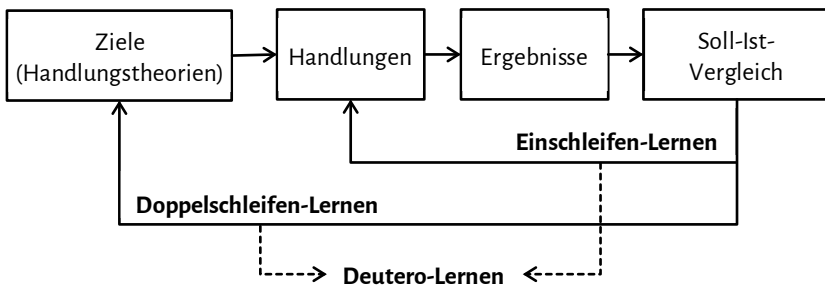 Ziele
(Handlungstheorien)
Handlungen
Ergebnisse
Soll-Ist-
Vergleich
Einschleifen-Lernen
Doppelschleifen-Lernen
Deutero-Lernen